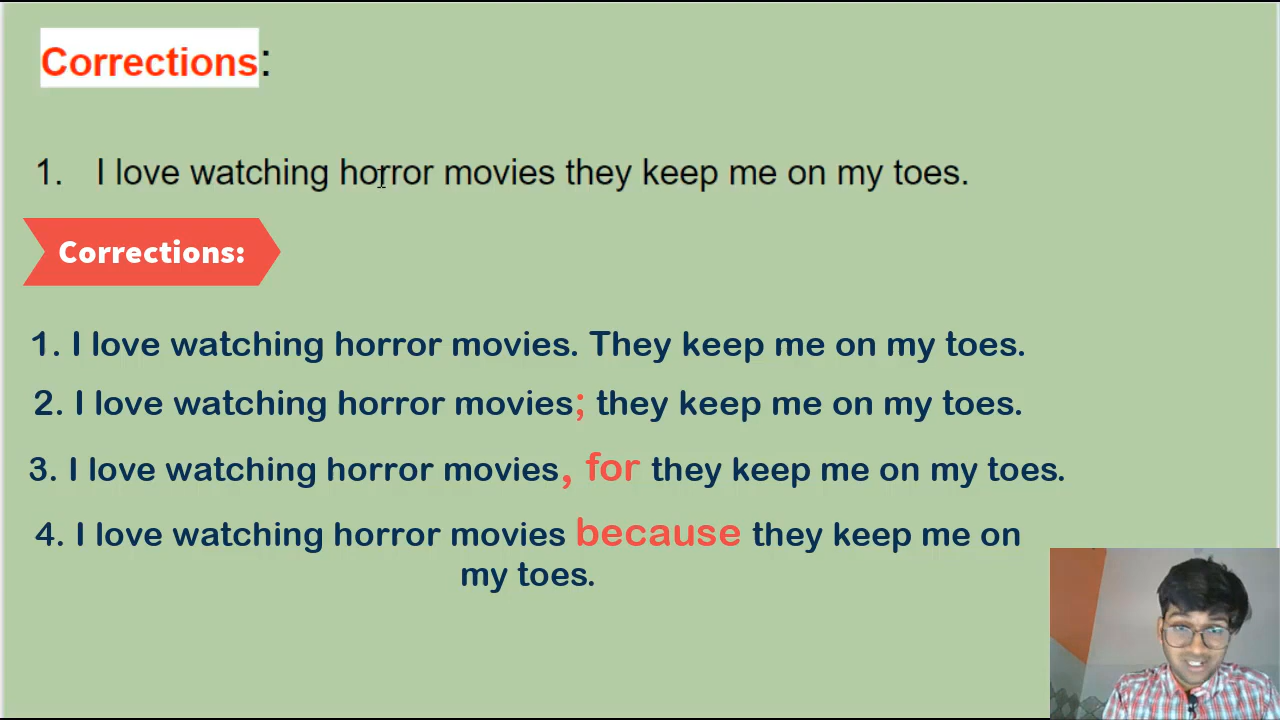 Corrections:
1. I love watching horror movies they keep me on my toes.
Corrections:
1. I love watching horror movies. They keep me on my toes.
2. I love watching horror movies; they keep me on my toes.
3. I love watching horror movies, for they keep me on my toes.
4. I love watching horror movies because they keep me on
my toes.